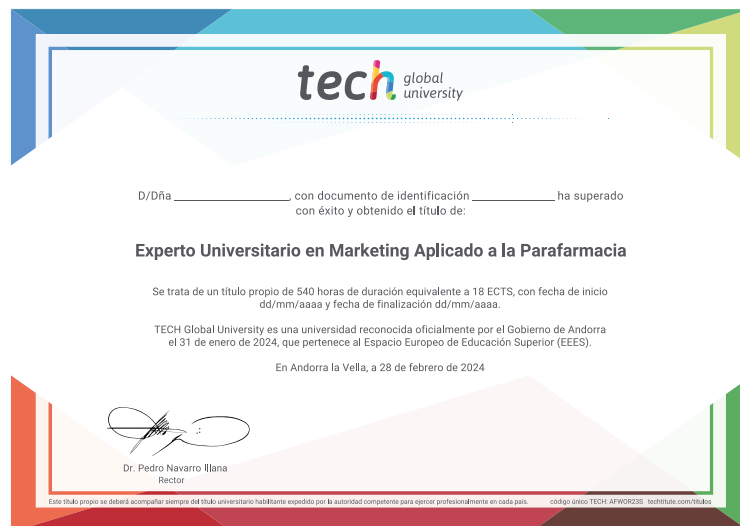 tech global university
D/Dña ____________________, con documento de identificación ______________ ha superado
con éxito y obtenido el título de:
Experto Universitario en Marketing Aplicado a la Parafarmacia
Se trata de un título propio de 540 horas de duración equivalente a 18 ECTS, con fecha de inicio
dd/mm/aaaa y fecha de finalización dd/mm/aaaa.
TECH Global University es una universidad reconocida oficialmente por el Gobierno de Andorra
el 31 de enero de 2024, que pertenece al Espacio Europeo de Educación Superior (EEES).
En Andorra la Vella, a 28 de febrero de 2024
Dr. Pedro Navarro Illana
Rector
Este título propio se deberá acompañar siempre del título universitario habilitante expedido por la autoridad competente para ejercer profesionalmente en cada país. código único TECH: AFWOR23S techtitute.com/titulos